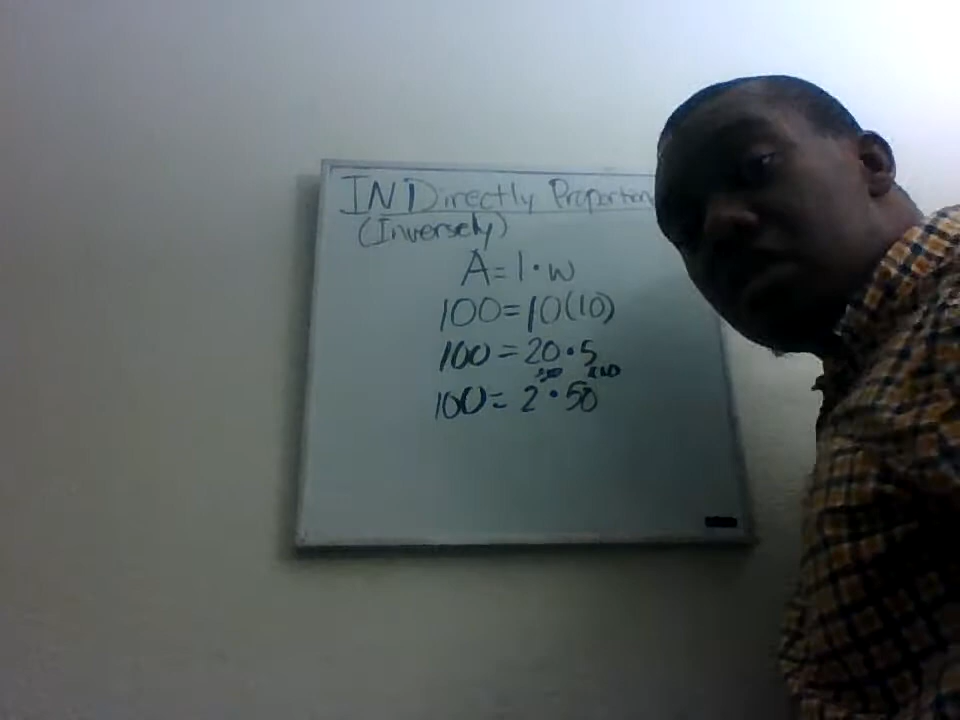 INDirectly Proportion
(Inversely)
A=l·w
100=10(10)
100=20·5
100=2·50